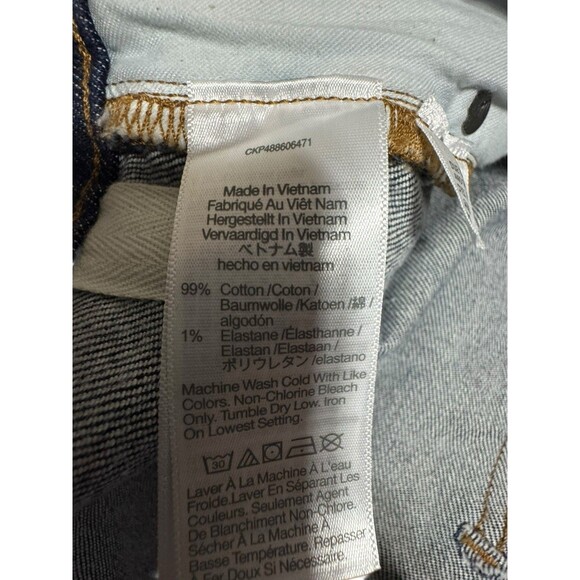 CKP488606471
Made In Vietnam
Fabriqué Au Viêt Nam
Hergestellt In Vietnam
Vervaardigd In Vietnam
ベトナム製
hecho en vietnam
99% Cotton /Coton /
Baumwolle /Katoen /綿 /
algodón
1% Elastane /Élasthanne /
Elastan /Elastaan /
ポリウレタン /elastano
Machine Wash Cold With Like
Colors. Non-Chlorine Bleach
Only. Tumble Dry Low. Iron
On Lowest Setting.
30
Laver À La Machine À L'eau
Froide.Laver En Séparant Les
Couleurs. Seulement Agent
De Blanchiment Non-Chlore.
Sécher À La Machine À
Basse Température. Repasser